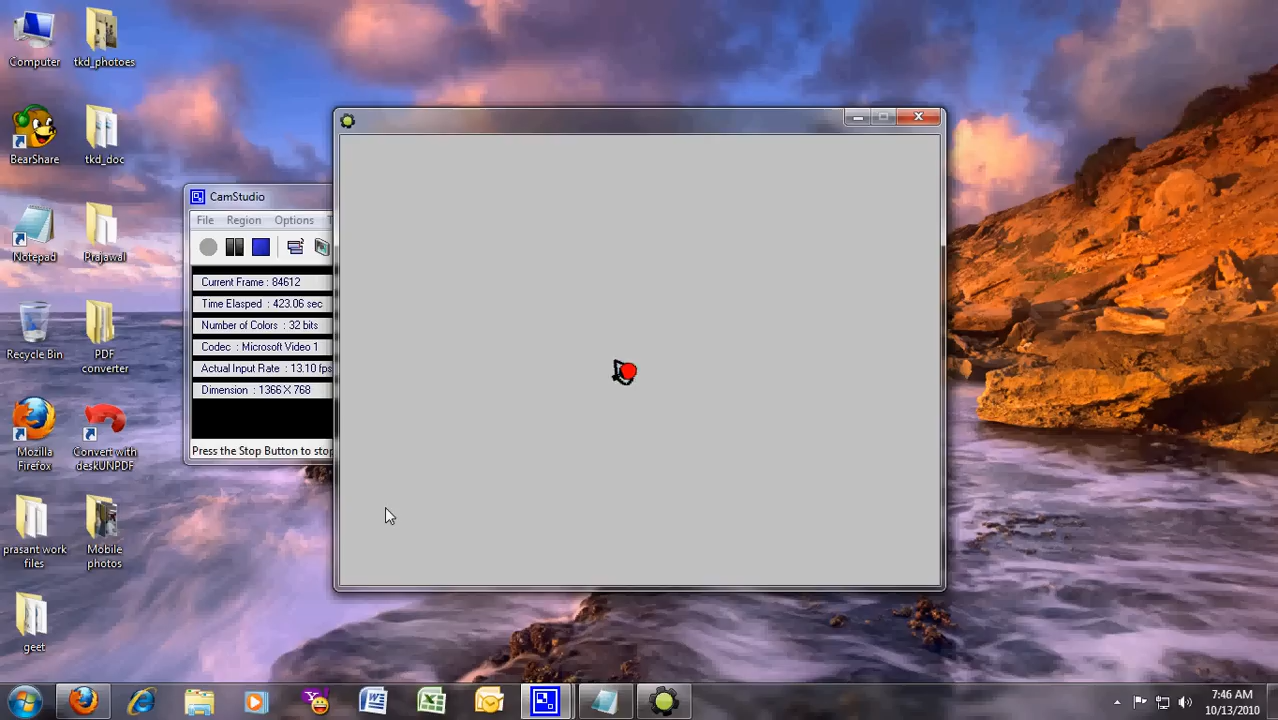 Computer
tkd_photoes
BearShare
tkd_doc
Notepad
Prajawal
Recycle Bin
PDF
converter
Mozilla
Firefox
Convert with
deskUNPDF
prasant work
files
Mobile
photos
geet
CamStudio
File Region Options T
Current Frame : 84612
Time Elasped : 423.06 sec
Number of Colors : 32 bits
Codec : Microsoft Video 1
Actual Input Rate : 13.10 fps
Dimension : 1366 X 768
Press the Stop Button to stop
7:46 AM
10/13/2010